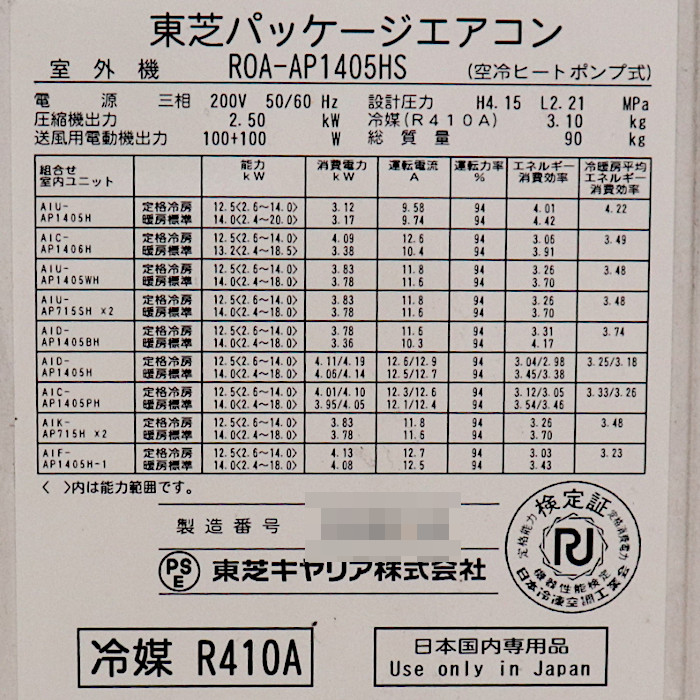 東芝パッケージエアコン
室外機 ROA-AP1405HS (空冷ヒートポンプ式)
電源 三相 200V 50/60 Hz 設計圧力 H4.15 L2.21 MPa
圧縮機出力 2.50 kW 冷媒(R410A) 3.10 kg
送風用電動機出力 100+100 W 総質量 90 kg
組合せ 室内ユニット 能力 kW 消費電力 kW 運転電流 A 運転力率 % エネルギー 消費効率 冷暖房平均 エネルギー 消費効率
AIU-AP1405H 定格冷房 12.5<2.6~14.0> 3.12 9.58 94 4.01 4.22
暖房標準 14.0<2.4~20.0> 3.17 9.74 94 4.42
AIC-AP1406H 定格冷房 12.5<2.6~14.0> 4.09 12.6 94 3.06 3.49
暖房標準 13.2<2.4~18.5> 3.38 10.4 94 3.91
AIU-AP1405WH 定格冷房 12.5<2.6~14.0> 3.83 11.8 94 3.26 3.48
暖房標準 14.0<2.4~18.0> 3.78 11.6 94 3.70
AIU-AP715SH ×2 定格冷房 12.5<2.6~14.0> 3.83 11.8 94 3.26 3.48
暖房標準 14.0<2.4~18.0> 3.78 11.6 94 3.70
AID-AP1405BH 定格冷房 12.5<2.6~14.0> 3.78 11.6 94 3.31 3.74
暖房標準 14.0<2.4~18.0> 3.36 10.3 94 4.17
AID-AP1405H 定格冷房 12.5<2.6~14.0> 4.11/4.19 12.6/12.9 94 3.04/2.98 3.25/3.18
暖房標準 14.0<2.4~18.0> 4.06/4.14 12.5/12.7 94 3.45/3.38
AIC-AP1405PH 定格冷房 12.5<2.6~14.0> 4.01/4.10 12.3/12.6 94 3.12/3.05 3.33/3.26
暖房標準 14.0<2.4~18.0> 3.95/4.05 12.1/12.4 94 3.54/3.46
AIK-AP715H ×2 定格冷房 12.5<2.6~14.0> 3.83 11.8 94 3.26 3.48
暖房標準 14.0<2.4~18.0> 3.78 11.6 94 3.70
AIF-AP1405H-1 定格冷房 12.5<2.6~14.0> 4.13 12.7 94 3.03 3.23
暖房標準 14.0<2.4~18.0> 4.08 12.5 94 3.43
< >内は能力範囲です。
製造番号
PSE 東芝キヤリア株式会社
検定証
定格能力 定格消費電力
機器性能検定
日本冷凍空調工業会
冷媒 R410A
日本国内専用品
Use only in Japan